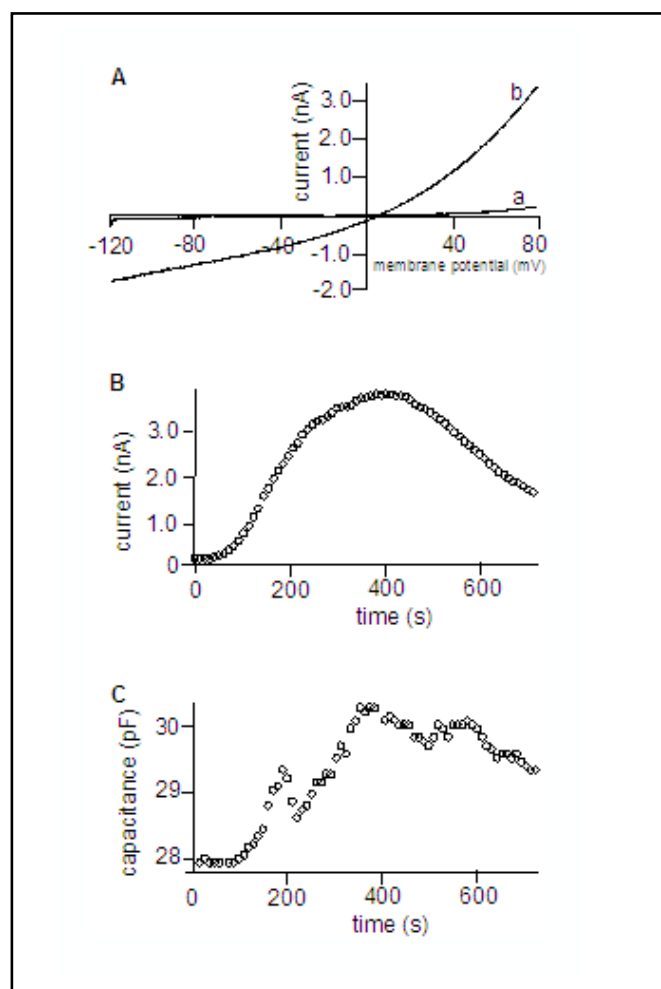 A
current (nA)
3.0
2.0
1.0
b
a
-120
-80
-40
40
80
-1.0
membrane potential (mV)
-2.0
B
current (nA)
3.0
2.0
1.0
0
0
200
400
600
time (s)
C
capacitance (pF)
30
29
28
0
200
400
600
time (s)